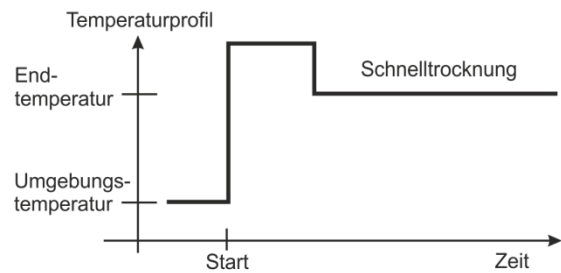 Temperaturprofil
End-
temperatur
Schnelltrocknung
Umgebungs-
temperatur
Start
Zeit